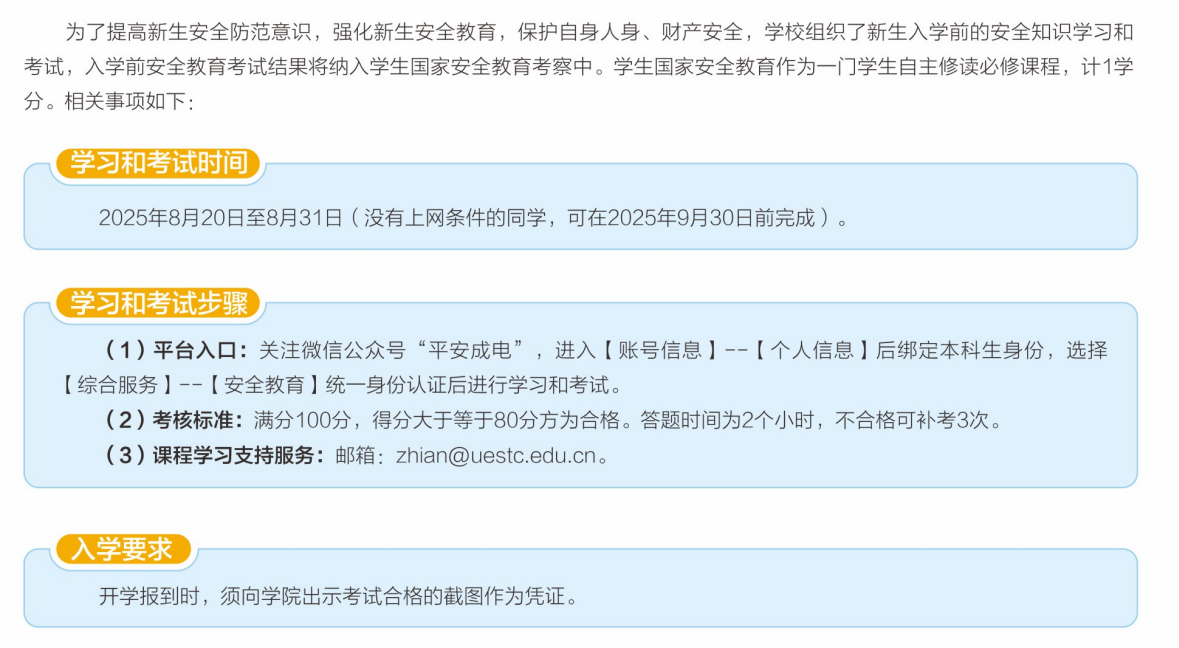 为了提高新生安全防范意识，强化新生安全教育，保护自身人身、财产安全，学校组织了新生入学前的安全知识学习和
考试，入学前安全教育考试结果将纳入学生国家安全教育考察中。学生国家安全教育作为一门学生自主修读必修课程，计1学
分。相关事项如下：
学习和考试时间
2025年8月20日至8月31日（没有上网条件的同学，可在2025年9月30日前完成）。
学习和考试步骤
（1）平台入口：关注微信公众号“平安成电”，进入【账号信息】--【个人信息】后绑定本科生身份，选择
【综合服务】--【安全教育】统一身份认证后进行学习和考试。
（2）考核标准：满分100分，得分大于等于80分方为合格。答题时间为2个小时，不合格可补考3次。
（3）课程学习支持服务：邮箱：zhian@uestc.edu.cn。
入学要求
开学报到时，须向学院出示考试合格的截图作为凭证。